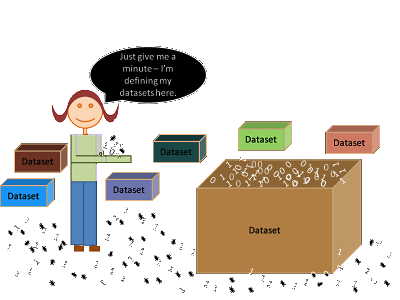 Just give me a
minute – I'm
defining my
datasets here.
Dataset
Dataset
Dataset
Dataset
Dataset
Dataset
Dataset